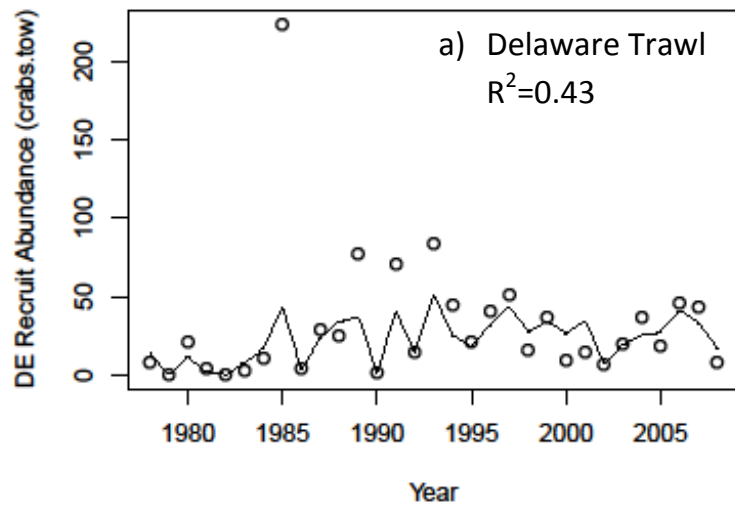 a) Delaware Trawl
R²=0.43
DE Recruit Abundance (crabs.tow)
200
150
100
50
0
1980 1985 1990 1995 2000 2005
Year